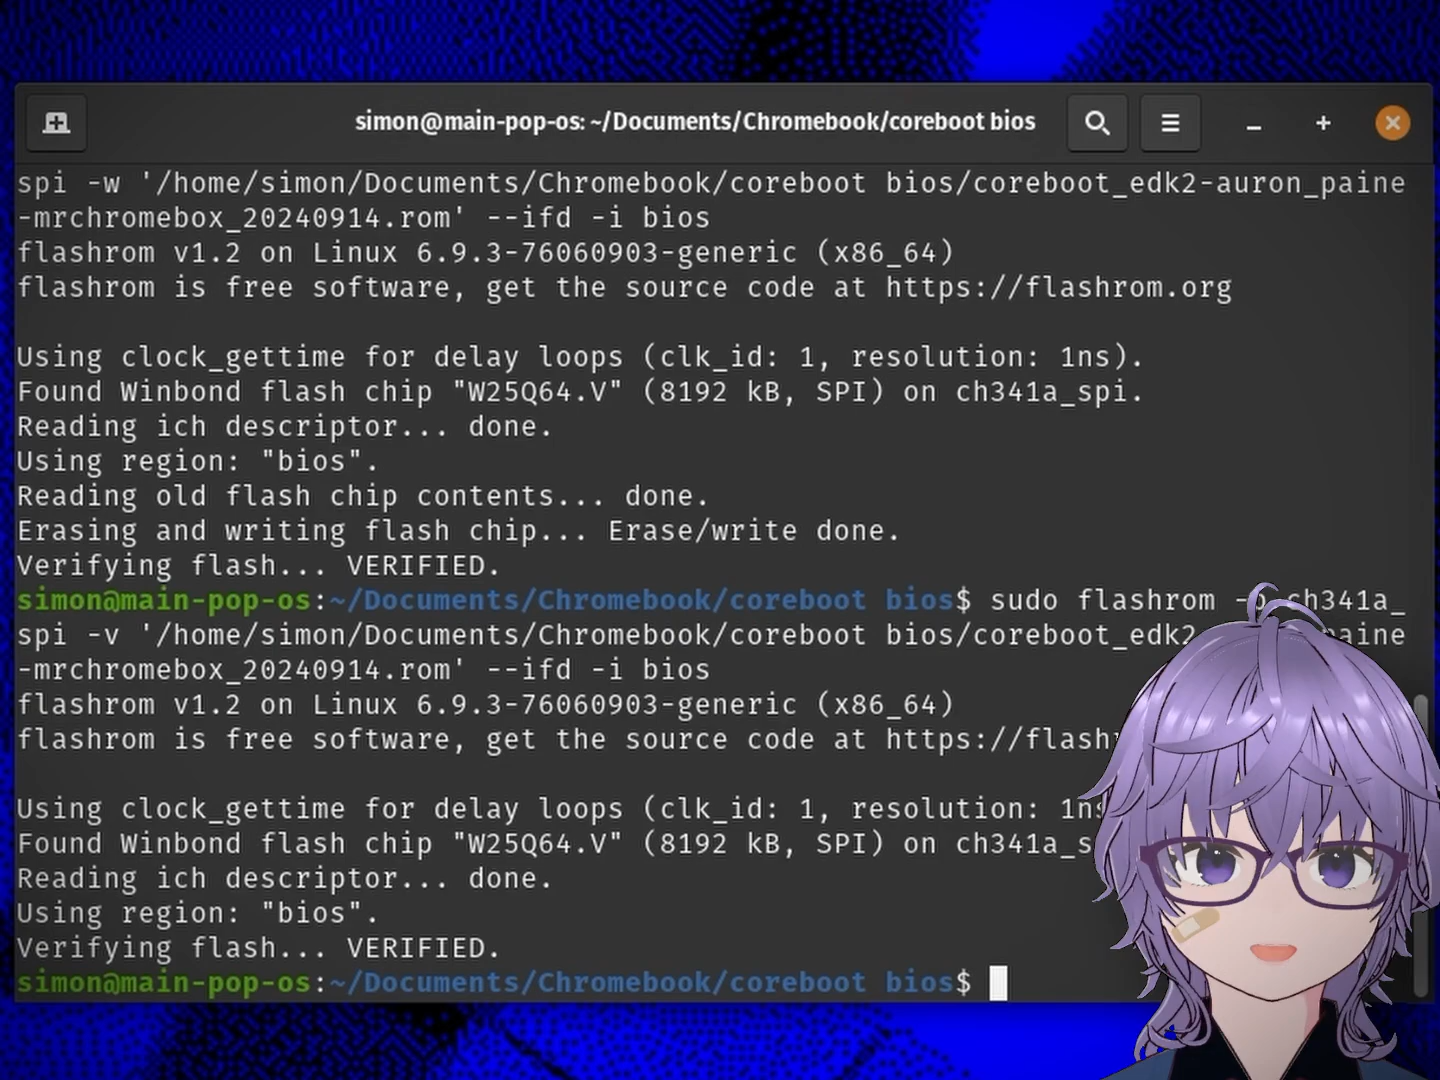 simon@main-pop-os: ~/Documents/Chromebook/coreboot bios
spi -w '/home/simon/Documents/Chromebook/coreboot bios/coreboot_edk2-auron_paine
-mrchromebox_20240914.rom' --ifd -i bios
flashrom v1.2 on Linux 6.9.3-76060903-generic (x86_64)
flashrom is free software, get the source code at https://flashrom.org
Using clock_gettime for delay loops (clk_id: 1, resolution: 1ns).
Found Winbond flash chip "W25Q64.V" (8192 kB, SPI) on ch341a_spi.
Reading ich descriptor... done.
Using region: "bios".
Reading old flash chip contents... done.
Erasing and writing flash chip... Erase/write done.
Verifying flash... VERIFIED.
simon@main-pop-os:~/Documents/Chromebook/coreboot bios$ sudo flashrom -p ch341a_
spi -v '/home/simon/Documents/Chromebook/coreboot bios/coreboot_edk2 paine
-mrchromebox_20240914.rom' --ifd -i bios
flashrom v1.2 on Linux 6.9.3-76060903-generic (x86_64)
flashrom is free software, get the source code at https://flash
Using clock_gettime for delay loops (clk_id: 1, resolution: 1ns
Found Winbond flash chip "W25Q64.V" (8192 kB, SPI) on ch341a_s
Reading ich descriptor... done.
Using region: "bios".
Verifying flash... VERIFIED.
simon@main-pop-os:~/Documents/Chromebook/coreboot bios$